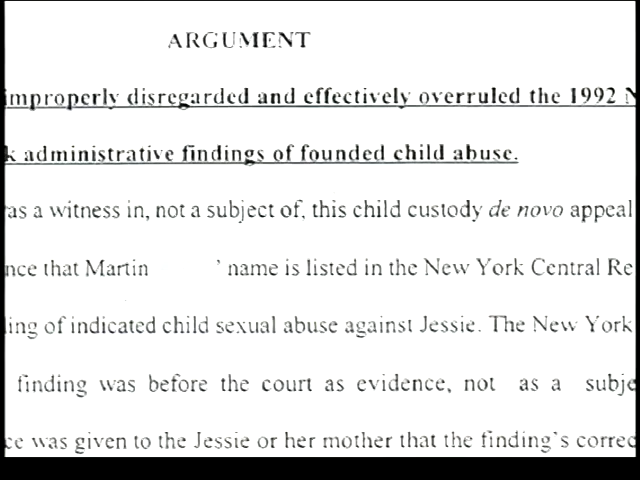 ARGUMENT
improperly disregarded and effectively overruled the 1992 N
k administrative findings of founded child abuse.
as a witness in, not a subject of, this child custody de novo appeal
nce that Martin ' name is listed in the New York Central Re
ling of indicated child sexual abuse against Jessie. The New York
finding was before the court as evidence, not as a subje
ce was given to the Jessie or her mother that the finding's correc